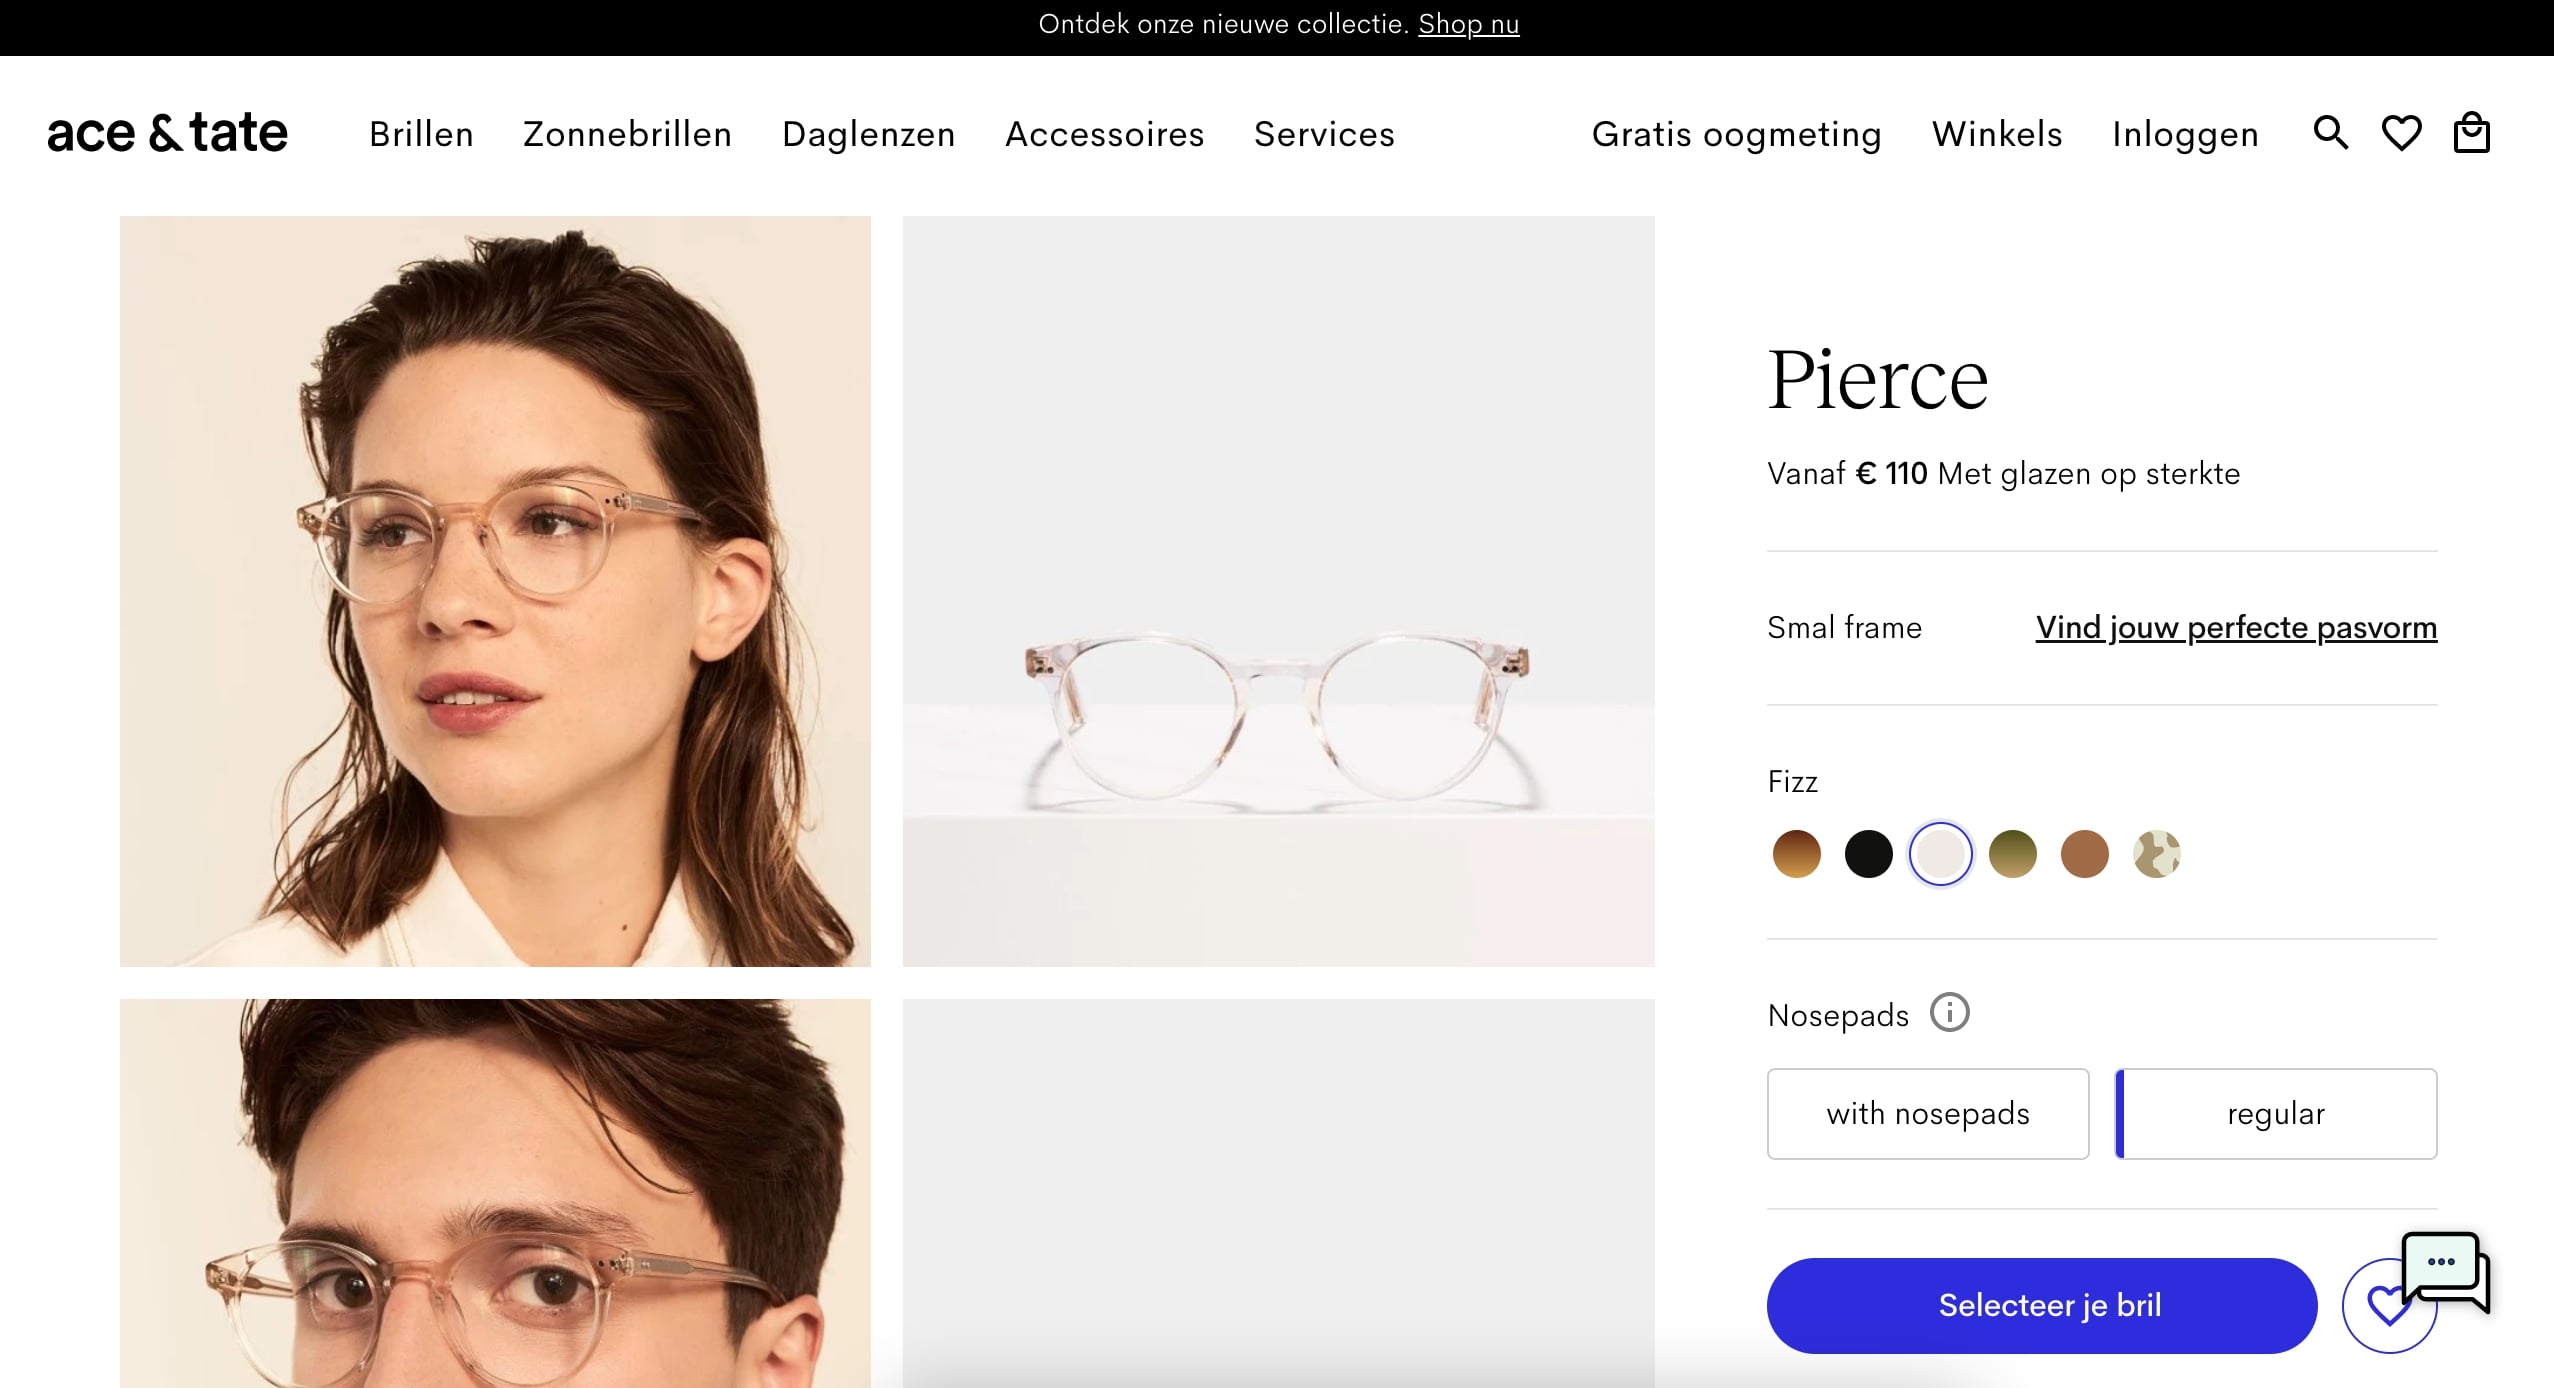 Ontdek onze nieuwe collectie. Shop nu
ace & tate Brillen Zonnebrillen Daglenzen Accessoires Services Gratis oogmeting Winkels Inloggen
Pierce
Vanaf € 110 Met glazen op sterkte
Smal frame Vind jouw perfecte pasvorm
Fizz
Nosepads
with nosepads regular
Selecteer je bril